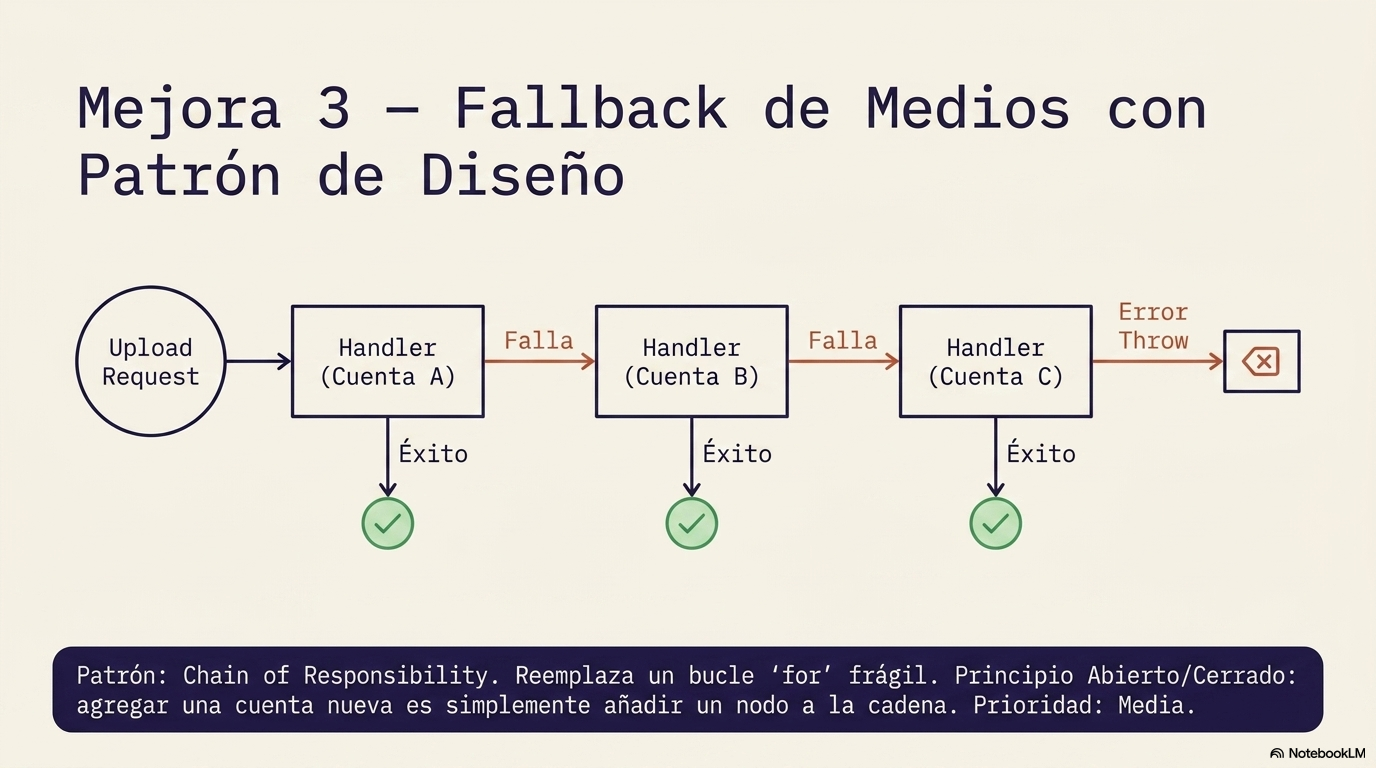 Mejora 3 – Fallback de Medios con
Patrón de Diseño
Upload
Request
Handler
(Cuenta A)
Falla
Handler
(Cuenta B)
Falla
Handler
(Cuenta C)
Error
Throw
Éxito
Éxito
Éxito
Patrón: Chain of Responsibility. Reemplaza un bucle ‘for’ frágil. Principio Abierto/Cerrado:
agregar una cuenta nueva es simplemente añadir un nodo a la cadena. Prioridad: Media.
NotebookLM